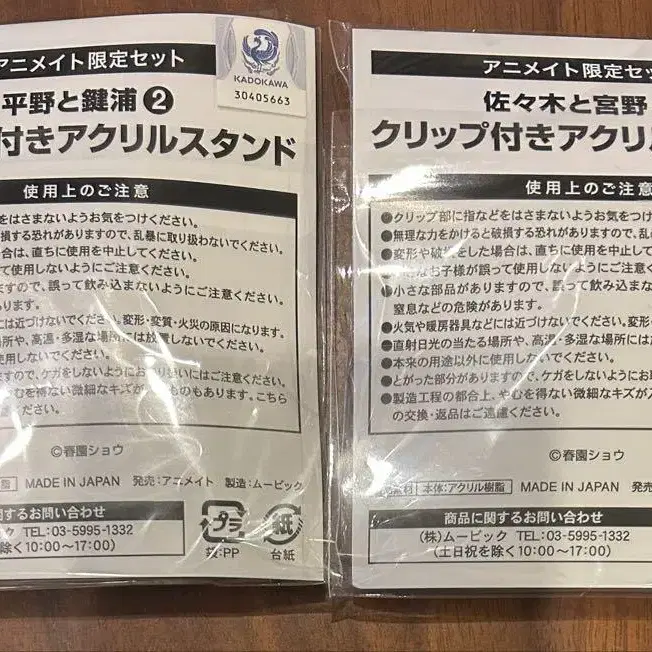 アニメイト限定セット
KADOKAWA
30405663
平野と鍵浦❷
付きアクリルスタンド
使用上のご注意
をはさまないようお気をつけください。
損する恐れがありますので、乱暴に取り扱わないでください。
合は、直ちに使用を中止してください。
て使用しないようにご注意ください。
ますので、誤って飲み込まないようにご注意ください。
ります。
には近づけないでください。変形・変質・火災の原因になります。
場所や、高温・多湿な場所には放置しないでください。
使用しないでください。
ますので、ケガをしないようにお取り扱いにはご注意ください。
やむを得ない微細なキズが
ものもあります。こちら
ください。
©春園ショウ
脂
MADE IN JAPAN 発売：アニメイト 製造：ムービック
関するお問い合わせ
ック TEL：03-5995-1332
除く10：00〜17：00）
プラ
袋：PP
紙
台紙
アニメイト限定セッ
佐々木と宮野
クリップ付きアクリル
使用上のご注意
●クリップ部に指などをはさまないようお気をつけ
●無理な力をかけると破損する恐れがありますので、乱
●変形や破損をした場合は、直ちに使用を中止して
なお子様が誤って使用しないようにご注意く
●小さな部品がありますので、誤って飲み込まな
窒息などの危険があります。
●火気や暖房器具などには近づけないでください。変形
●直射日光の当たる場所や、高温・多湿な場所には放
●本来の用途以外に使用しないでください。
●とがった部分がありますので、ケガをしないようにお取
●製造工程の都合上、やむを得ない微細なキズが入
の交換・返品はご遠慮ください。
©春園ショウ
本体：アクリル樹脂 MADE IN JAPAN 発売
商品に関するお問い合わせ
（株）ムービック TEL：03-5995-1332
（土日祝を除く10：00〜17：00）